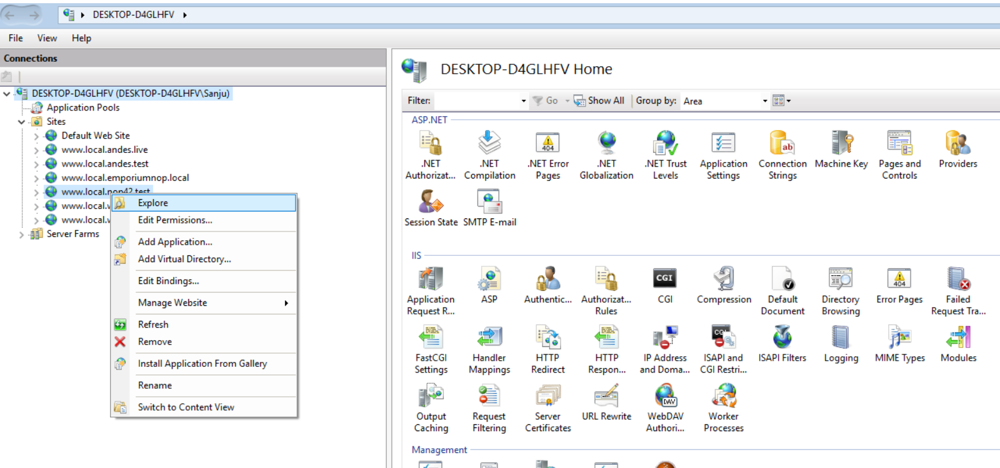 DESKTOP-D4GLHFV
File View Help
Connections
DESKTOP-D4GLHFV (DESKTOP-D4GLHFV\Sanju)
Application Pools
Sites
Default Web Site
www.local.andes.live
www.local.andes.test
www.local.emporiumnop.local
www.local.nop42.test
www.local.
www.local.
Server Farms
Explore
Edit Permissions...
Add Application...
Add Virtual Directory...
Edit Bindings...
Manage Website
Refresh
Remove
Install Application From Gallery
Rename
Switch to Content View
DESKTOP-D4GLHFV Home
Filter: Go Show All Group by: Area
ASP.NET
.NET Authorizat...
.NET Compilation
404
.NET Error Pages
.NET Globalization
.NET Trust Levels
Application Settings
ab
Connection Strings
Machine Key
Pages and Controls
Providers
Session State
SMTP E-mail
IIS
Application Request R...
ASP
Authentic...
Authorizat... Rules
CGI
CGI
Compression
Default Document
Directory Browsing
404
Error Pages
Failed Request Tra...
FastCGI Settings
Handler Mappings
HTTP Redirect
HTTP Respon...
IP Address and Doma...
ISAPI and CGI Restri...
ISAPI Filters
Logging
MIME Types
Modules
Output Caching
Request Filtering
Server Certificates
URL Rewrite
DAV
WebDAV Authori...
Worker Processes
Management